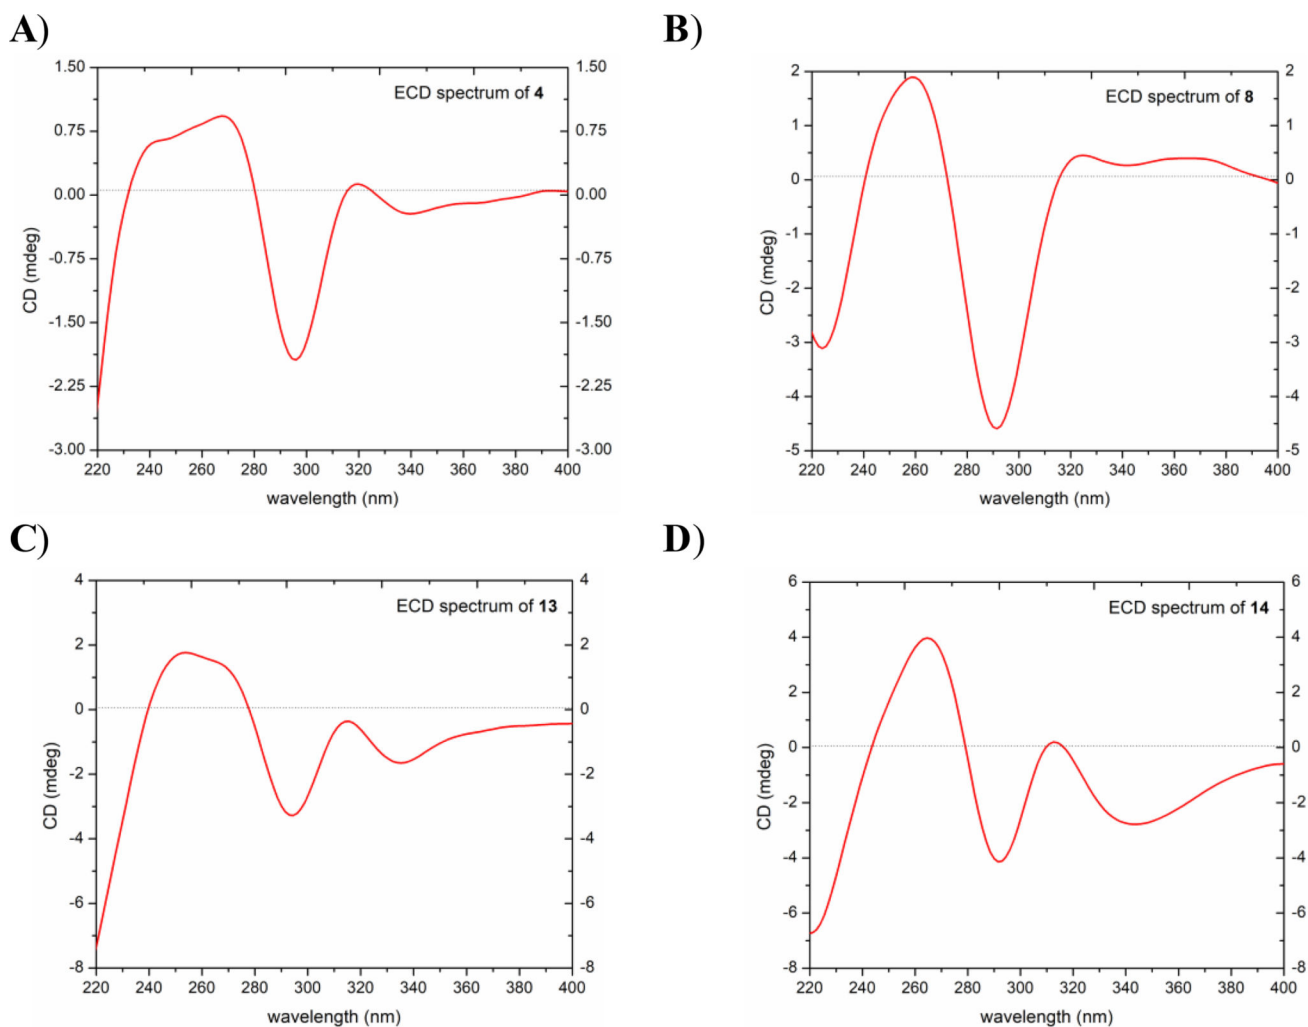 A)
ECD spectrum of 4
1.50 1.50
0.75 0.75
0.00 0.00
-0.75 -0.75
-1.50 -1.50
-2.25 -2.25
-3.00 -3.00
CD (mdeg)
220 240 260 280 300 320 340 360 380 400
wavelength (nm)
B)
ECD spectrum of 8
2 2
1 1
0 0
-1 -1
-2 -2
-3 -3
-4 -4
-5 -5
CD (mdeg)
220 240 260 280 300 320 340 360 380 400
wavelength (nm)
C)
ECD spectrum of 13
4 4
2 2
0 0
-2 -2
-4 -4
-6 -6
-8 -8
CD (mdeg)
220 240 260 280 300 320 340 360 380 400
wavelength (nm)
D)
ECD spectrum of 14
6 6
4 4
2 2
0 0
-2 -2
-4 -4
-6 -6
-8 -8
CD (mdeg)
220 240 260 280 300 320 340 360 380 400
wavelength (nm)